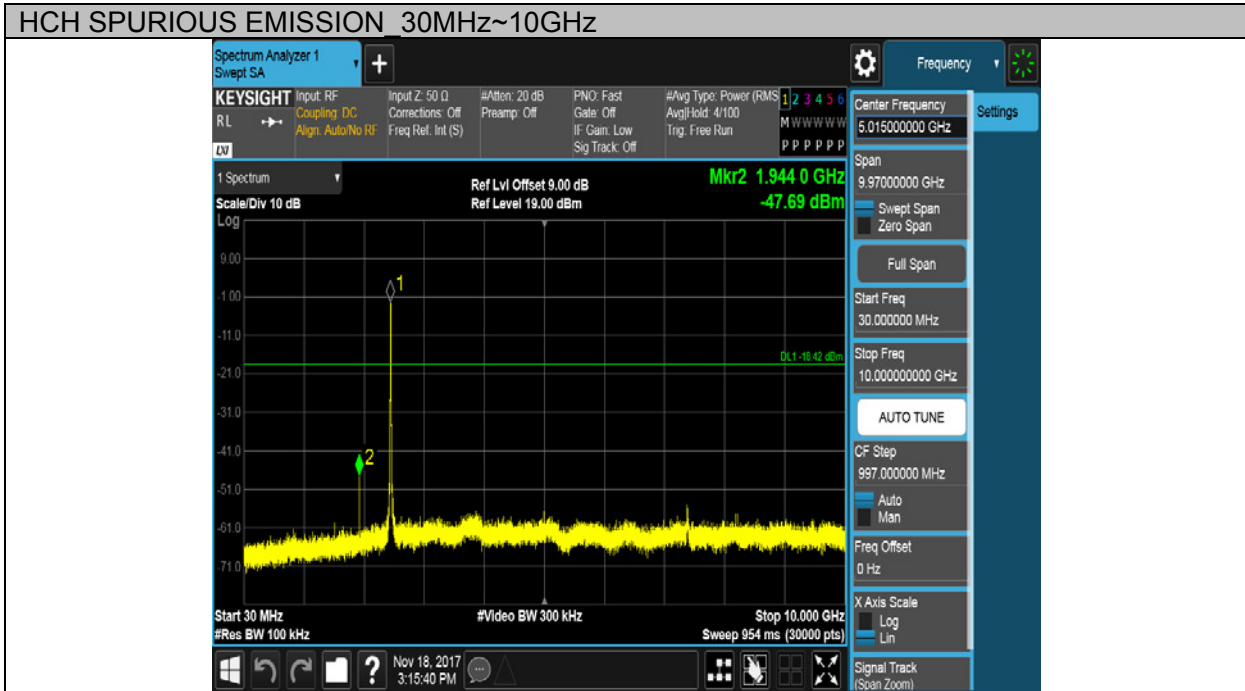 HCH SPURIOUS EMISSION_30MHz~10GHz
Spectrum Analyzer 1
Swept SA
+
Frequency
KEYSIGHT
RL
LXI
Input: RF
Coupling: DC
Align: Auto/No RF
Input Z: 50 Ω
Corrections: Off
Freq Ref: Int (S)
#Atten: 20 dB
Preamp: Off
PNO: Fast
Gate: Off
IF Gain: Low
Sig Track: Off
#Avg Type: Power (RMS
Avg|Hold: 4/100
Trig: Free Run
1 2 3 4 5 6
M W W W W W
P P P P P P
Center Frequency
5.015000000 GHz
Settings
1 Spectrum
Scale/Div 10 dB
Ref Lvl Offset 9.00 dB
Ref Level 19.00 dBm
Mkr2 1.944 0 GHz
-47.69 dBm
Log
9.00
-1.00
-11.0
-21.0
-31.0
-41.0
-51.0
-61.0
-71.0
1
2
DL1 -18.42 dBm
Start 30 MHz
#Res BW 100 kHz
#Video BW 300 kHz
Stop 10.000 GHz
Sweep 954 ms (30000 pts)
Span
9.97000000 GHz
Swept Span
Zero Span
Full Span
Start Freq
30.000000 MHz
Stop Freq
10.000000000 GHz
AUTO TUNE
CF Step
997.000000 MHz
Auto
Man
Freq Offset
0 Hz
X Axis Scale
Log
Lin
Signal Track
(Span Zoom)
?
Nov 18, 2017
3:15:40 PM